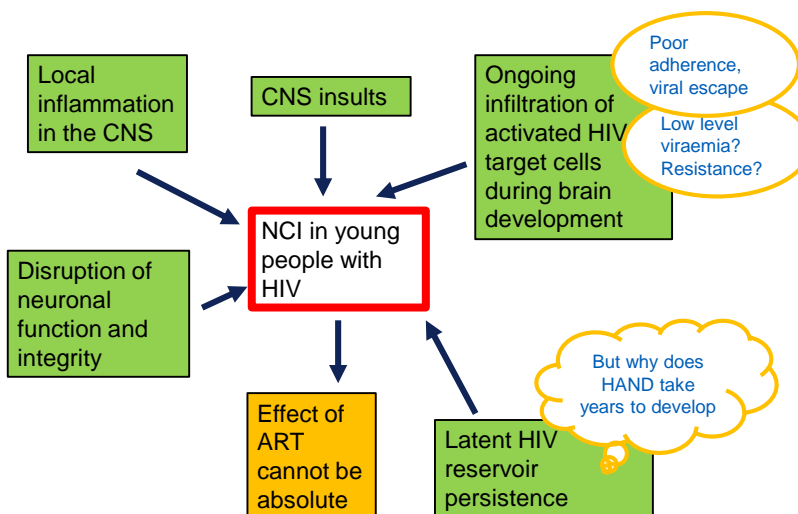 Local
inflammation
in the CNS
CNS insults
Ongoing
infiltration of
activated HIV
target cells
during brain
development
Poor
adherence,
viral escape
Low level
viraemia?
Resistance?
NCI in young
people with
HIV
Disruption of
neuronal
function and
integrity
Effect of
ART
cannot be
absolute
Latent HIV
reservoir
persistence
But why does
HAND take
years to develop